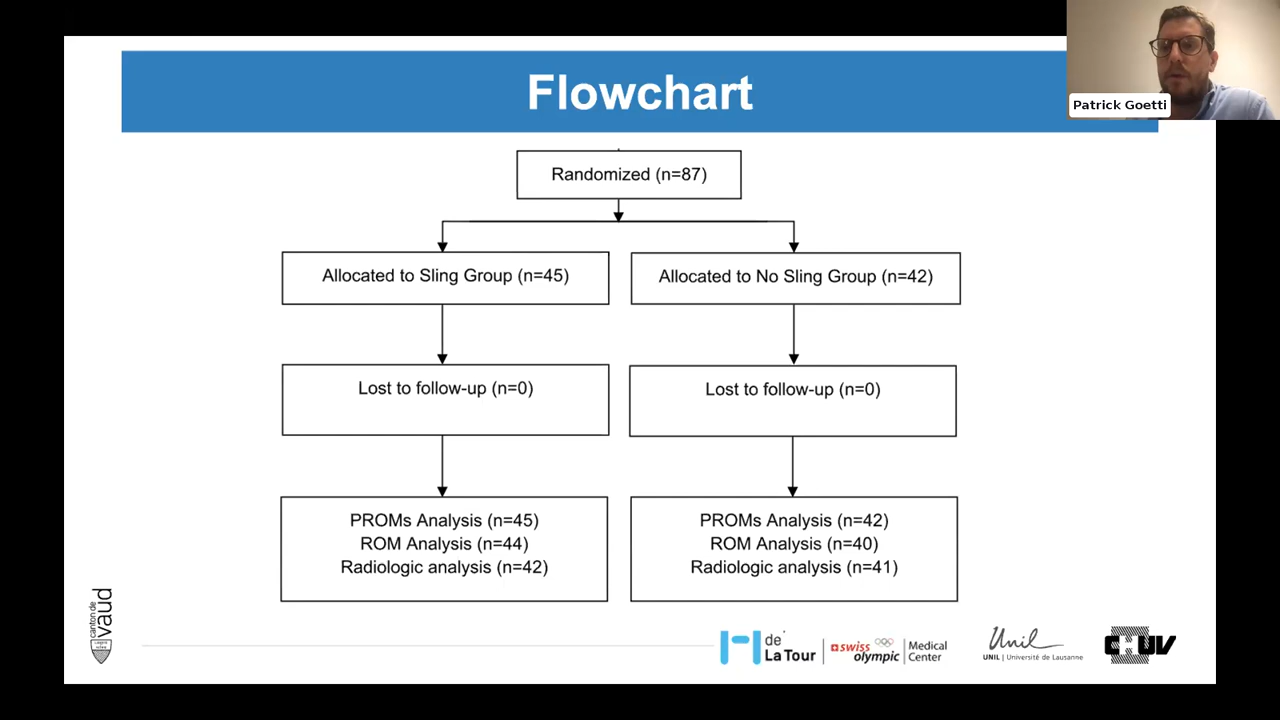 Flowchart
Patrick Goetti
Randomized (n=87)
Allocated to Sling Group (n=45)
Allocated to No Sling Group (n=42)
Lost to follow-up (n=0)
Lost to follow-up (n=0)
PROMs Analysis (n=45)
ROM Analysis (n=44)
Radiologic analysis (n=42)
PROMs Analysis (n=42)
ROM Analysis (n=40)
Radiologic analysis (n=41)
canton de
vaud
de
La Tour
swiss
olympic
Medical
Center
Unil
UNIL | Université de Lausanne
CHUV